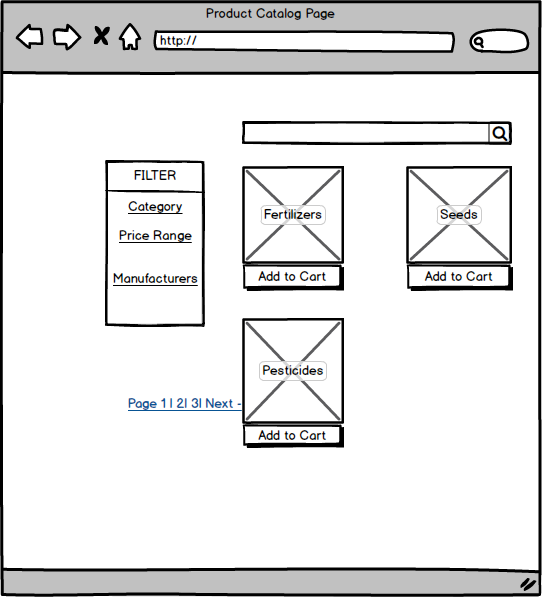 Product Catalog Page
http://
FILTER
Category
Price Range
Manufacturers
Fertilizers
Add to Cart
Seeds
Add to Cart
Pesticides
Add to Cart
Page 1 | 2| 3| Next -